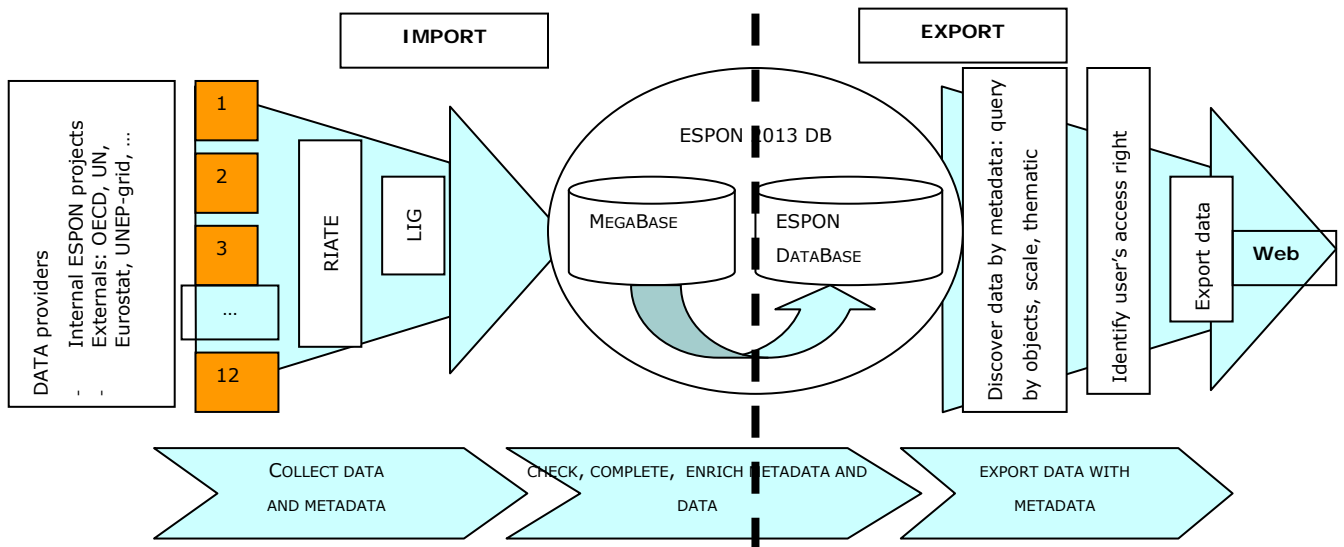 IMPORT
EXPORT
DATA providers
- Internal ESPON projects
- Externals: OECD, UN,
Eurostat, UNEP-grid, …
1
2
3
…
12
RIATE
LIG
ESPON 2013 DB
MEGABASE
ESPON
DATABASE
Discover data by metadata: query
by objects, scale, thematic
Identify user’s access right
Export data
Web
COLLECT DATA
AND METADATA
CHECK, COMPLETE, ENRICH METADATA AND
DATA
EXPORT DATA WITH
METADATA